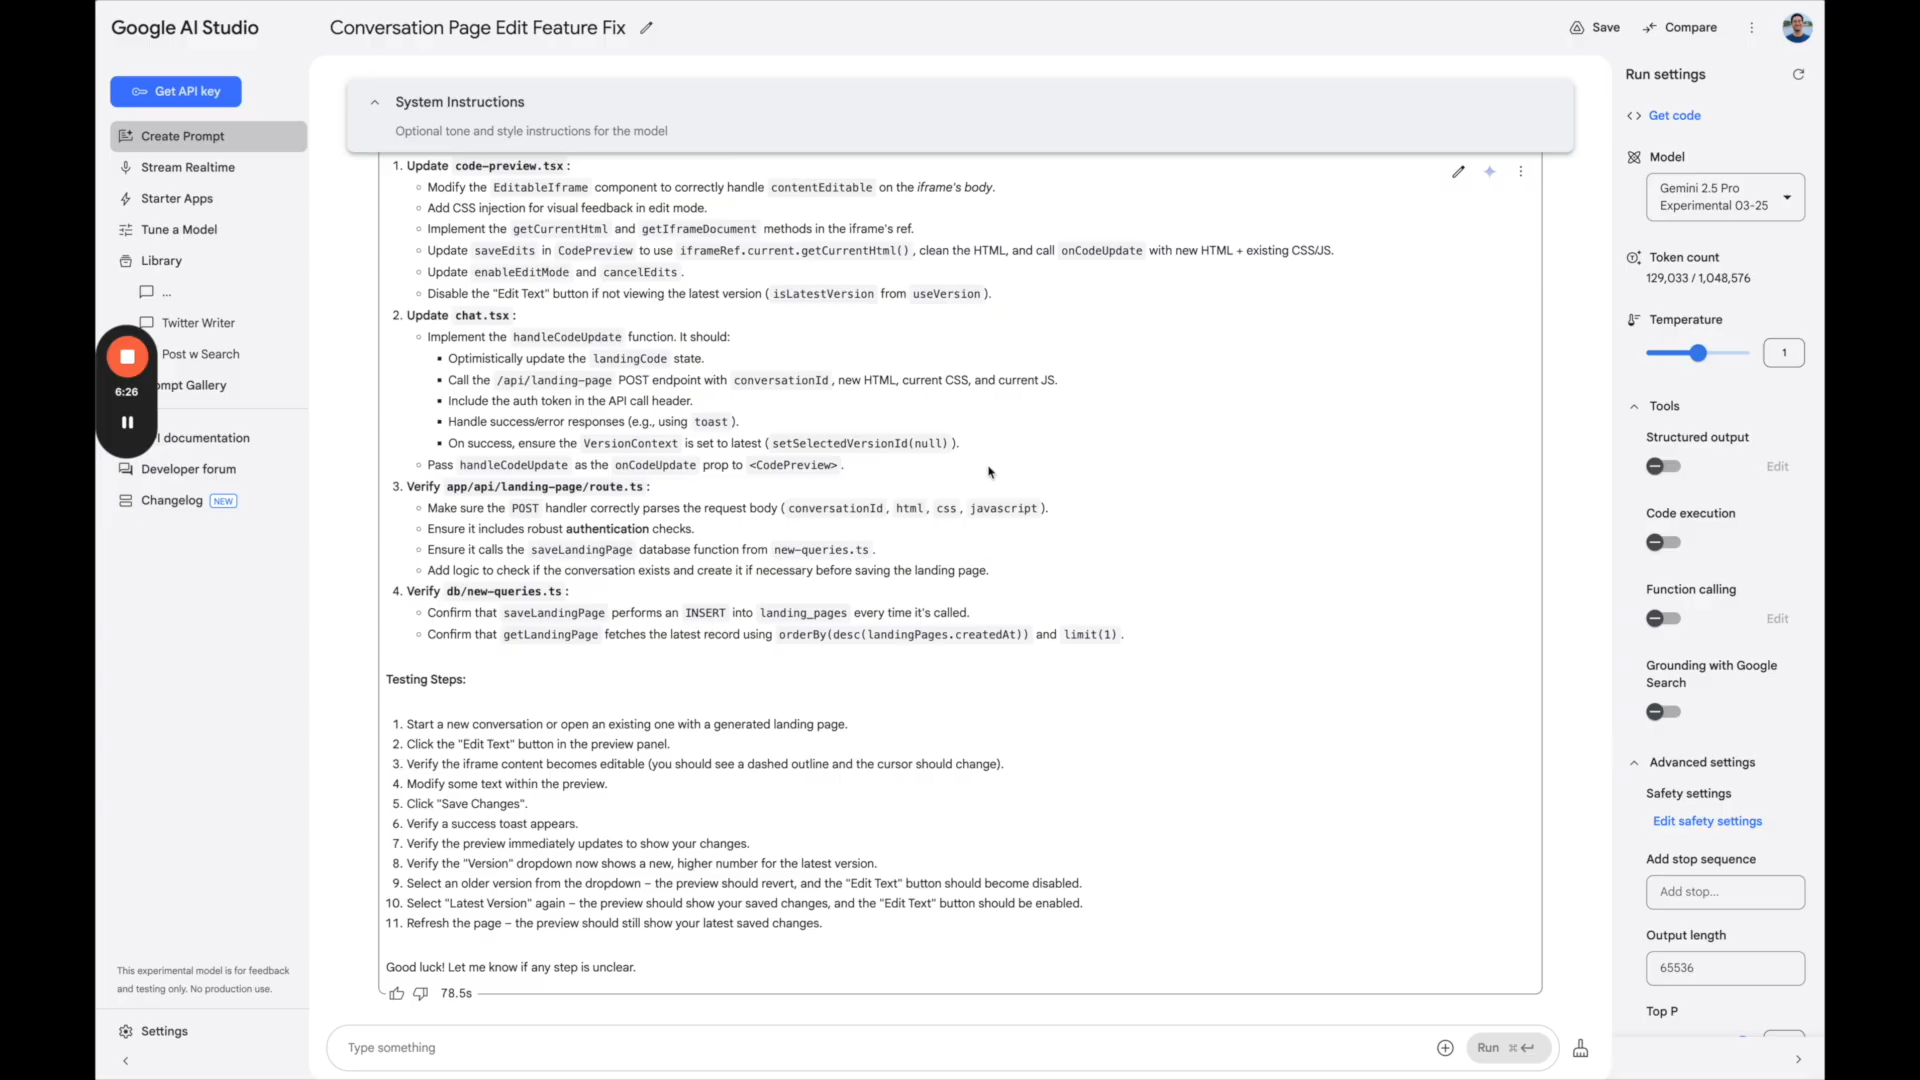 Google AI Studio
Conversation Page Edit Feature Fix
Save
Compare
Get API key
Create Prompt
Stream Realtime
Starter Apps
Tune a Model
Library
...
Twitter Writer
Post w Search
ompt Gallery
6:26
I documentation
Developer forum
Changelog NEW
This experimental model is for feedback
and testing only. No production use.
Settings
System Instructions
Optional tone and style instructions for the model
1. Update code-preview.tsx:
Modify the EditableIframe component to correctly handle contentEditable on the iframe's body.
Add CSS injection for visual feedback in edit mode.
Implement the getCurrentHtml and getIframeDocument methods in the iframe's ref.
Update saveEdits in CodePreview to use iframeRef.current.getCurrentHtml(), clean the HTML, and call onCodeUpdate with new HTML + existing CSS/JS.
Update enableEditMode and cancelEdits.
Disable the "Edit Text" button if not viewing the latest version (isLatestVersion from useVersion).
2. Update chat.tsx:
Implement the handleCodeUpdate function. It should:
Optimistically update the landingCode state.
Call the /api/landing-page POST endpoint with conversationId, new HTML, current CSS, and current JS.
Include the auth token in the API call header.
Handle success/error responses (e.g., using toast).
On success, ensure the VersionContext is set to latest (setSelectedVersionId(null)).
Pass handleCodeUpdate as the onCodeUpdate prop to <CodePreview>.
3. Verify app/api/landing-page/route.ts:
Make sure the POST handler correctly parses the request body (conversationId, html, css, javascript).
Ensure it includes robust authentication checks.
Ensure it calls the saveLandingPage database function from new-queries.ts.
Add logic to check if the conversation exists and create it if necessary before saving the landing page.
4. Verify db/new-queries.ts:
Confirm that saveLandingPage performs an INSERT into landing_pages every time it's called.
Confirm that getLandingPage fetches the latest record using orderBy(desc(landingPages.createdAt)) and limit(1).
Testing Steps:
1. Start a new conversation or open an existing one with a generated landing page.
2. Click the "Edit Text" button in the preview panel.
3. Verify the iframe content becomes editable (you should see a dashed outline and the cursor should change).
4. Modify some text within the preview.
5. Click "Save Changes".
6. Verify a success toast appears.
7. Verify the preview immediately updates to show your changes.
8. Verify the "Version" dropdown now shows a new, higher number for the latest version.
9. Select an older version from the dropdown – the preview should revert, and the "Edit Text" button should become disabled.
10. Select "Latest Version" again – the preview should show your saved changes, and the "Edit Text" button should be enabled.
11. Refresh the page – the preview should still show your latest saved changes.
Good luck! Let me know if any step is unclear.
78.5s
Type something
Run ⌘↵
Run settings
Get code
Model
Gemini 2.5 Pro
Experimental 03-25
Token count
129,033 / 1,048,576
Temperature
1
Tools
Structured output
Edit
Code execution
Function calling
Edit
Grounding with Google
Search
Advanced settings
Safety settings
Edit safety settings
Add stop sequence
Add stop...
Output length
65536
Top P